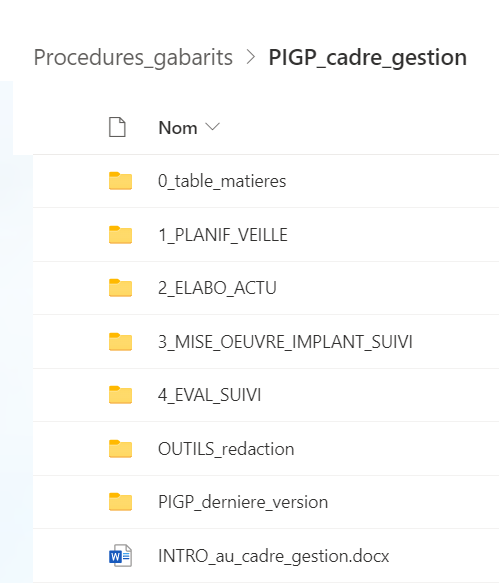 Procedures_gabarits > PIGP_cadre_gestion
Nom
0_table_matieres
1_PLANIF_VEILLE
2_ELABO_ACTU
3_MISE_OEUVRE_IMPLANT_SUIVI
4_EVAL_SUIVI
OUTILS_redaction
PIGP_derniere_version
INTRO_au_cadre_gestion.docx